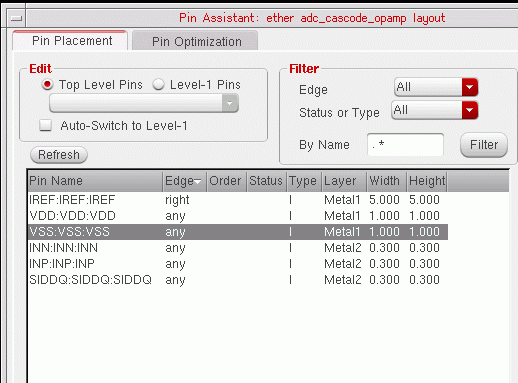 Pin Assistant: ether adc_cascode_opamp layout
Pin Placement Pin Optimization
Edit
Top Level Pins Level-1 Pins
Auto-Switch to Level-1
Refresh
Filter
Edge All
Status or Type All
By Name .* Filter
Pin Name Edge Order Status Type Layer Width Height
IREF:IREF:IREF right I Metal1 5.000 5.000
VDD:VDD:VDD any I Metal1 1.000 1.000
VSS:VSS:VSS any I Metal1 1.000 1.000
INN:INN:INN any I Metal2 0.300 0.300
INP:INP:INP any I Metal2 0.300 0.300
SIDDQ:SIDDQ:SIDDQ any I Metal2 0.300 0.300